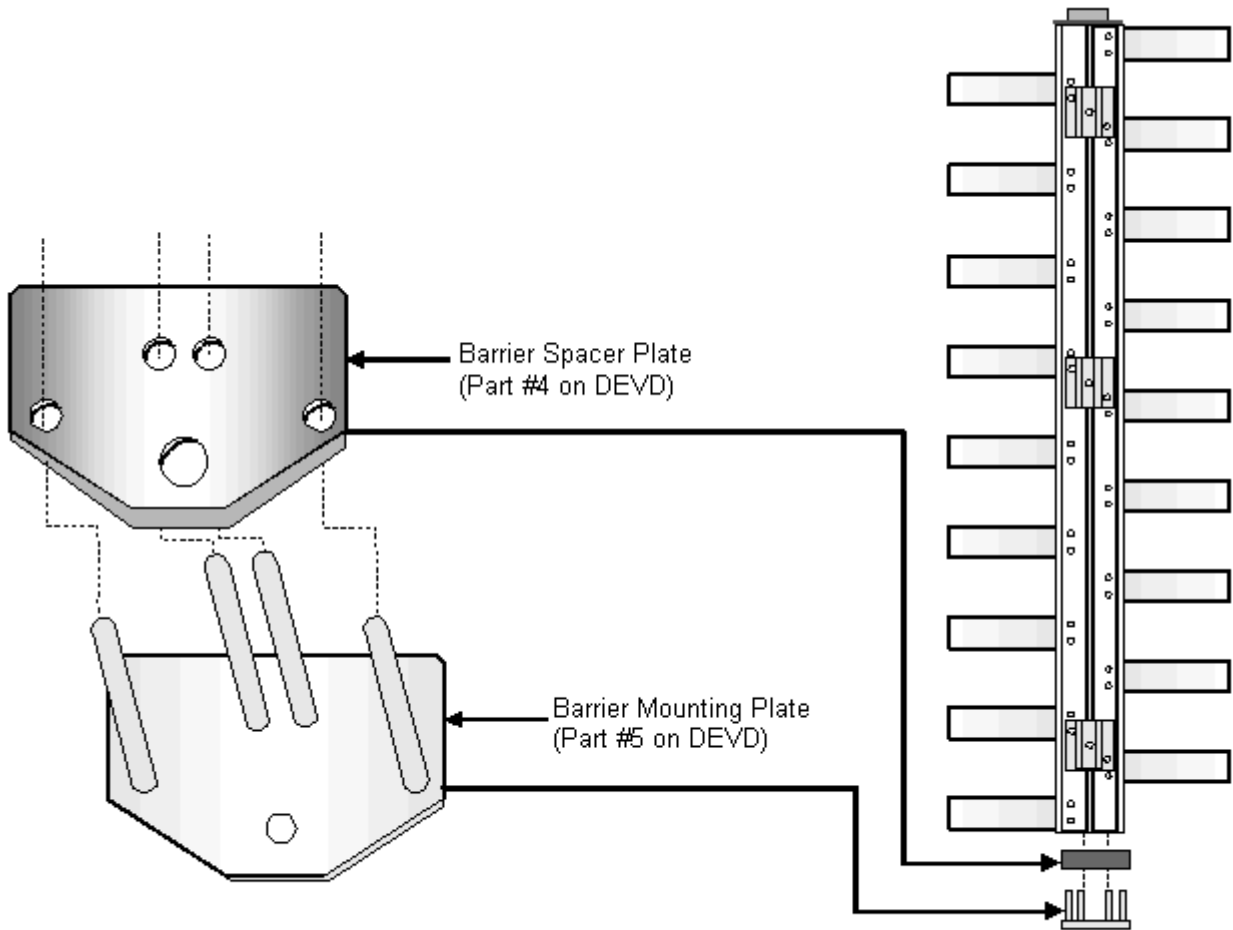 Barrier Spacer Plate
(Part #4 on DEVD)
Barrier Mounting Plate
(Part #5 on DEVD)